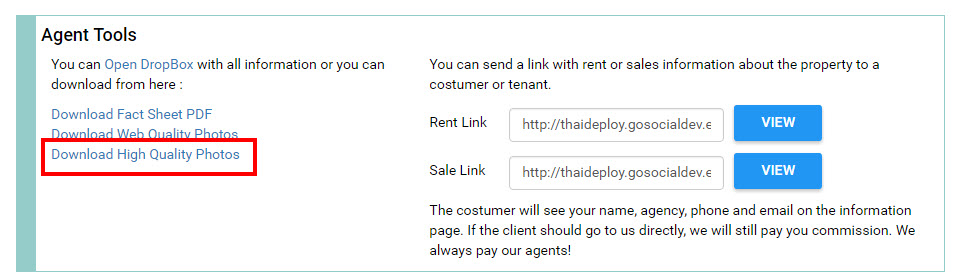 Agent Tools
You can Open DropBox with all information or you can
download from here :
Download Fact Sheet PDF
Download Web Quality Photos
Download High Quality Photos
You can send a link with rent or sales information about the property to a
costumer or tenant.
Rent Link http://thaideploy.gosocialdev.e VIEW
Sale Link http://thaideploy.gosocialdev.e VIEW
The costumer will see your name, agency, phone and email on the information
page. If the client should go to us directly, we will still pay you commission. We
always pay our agents!